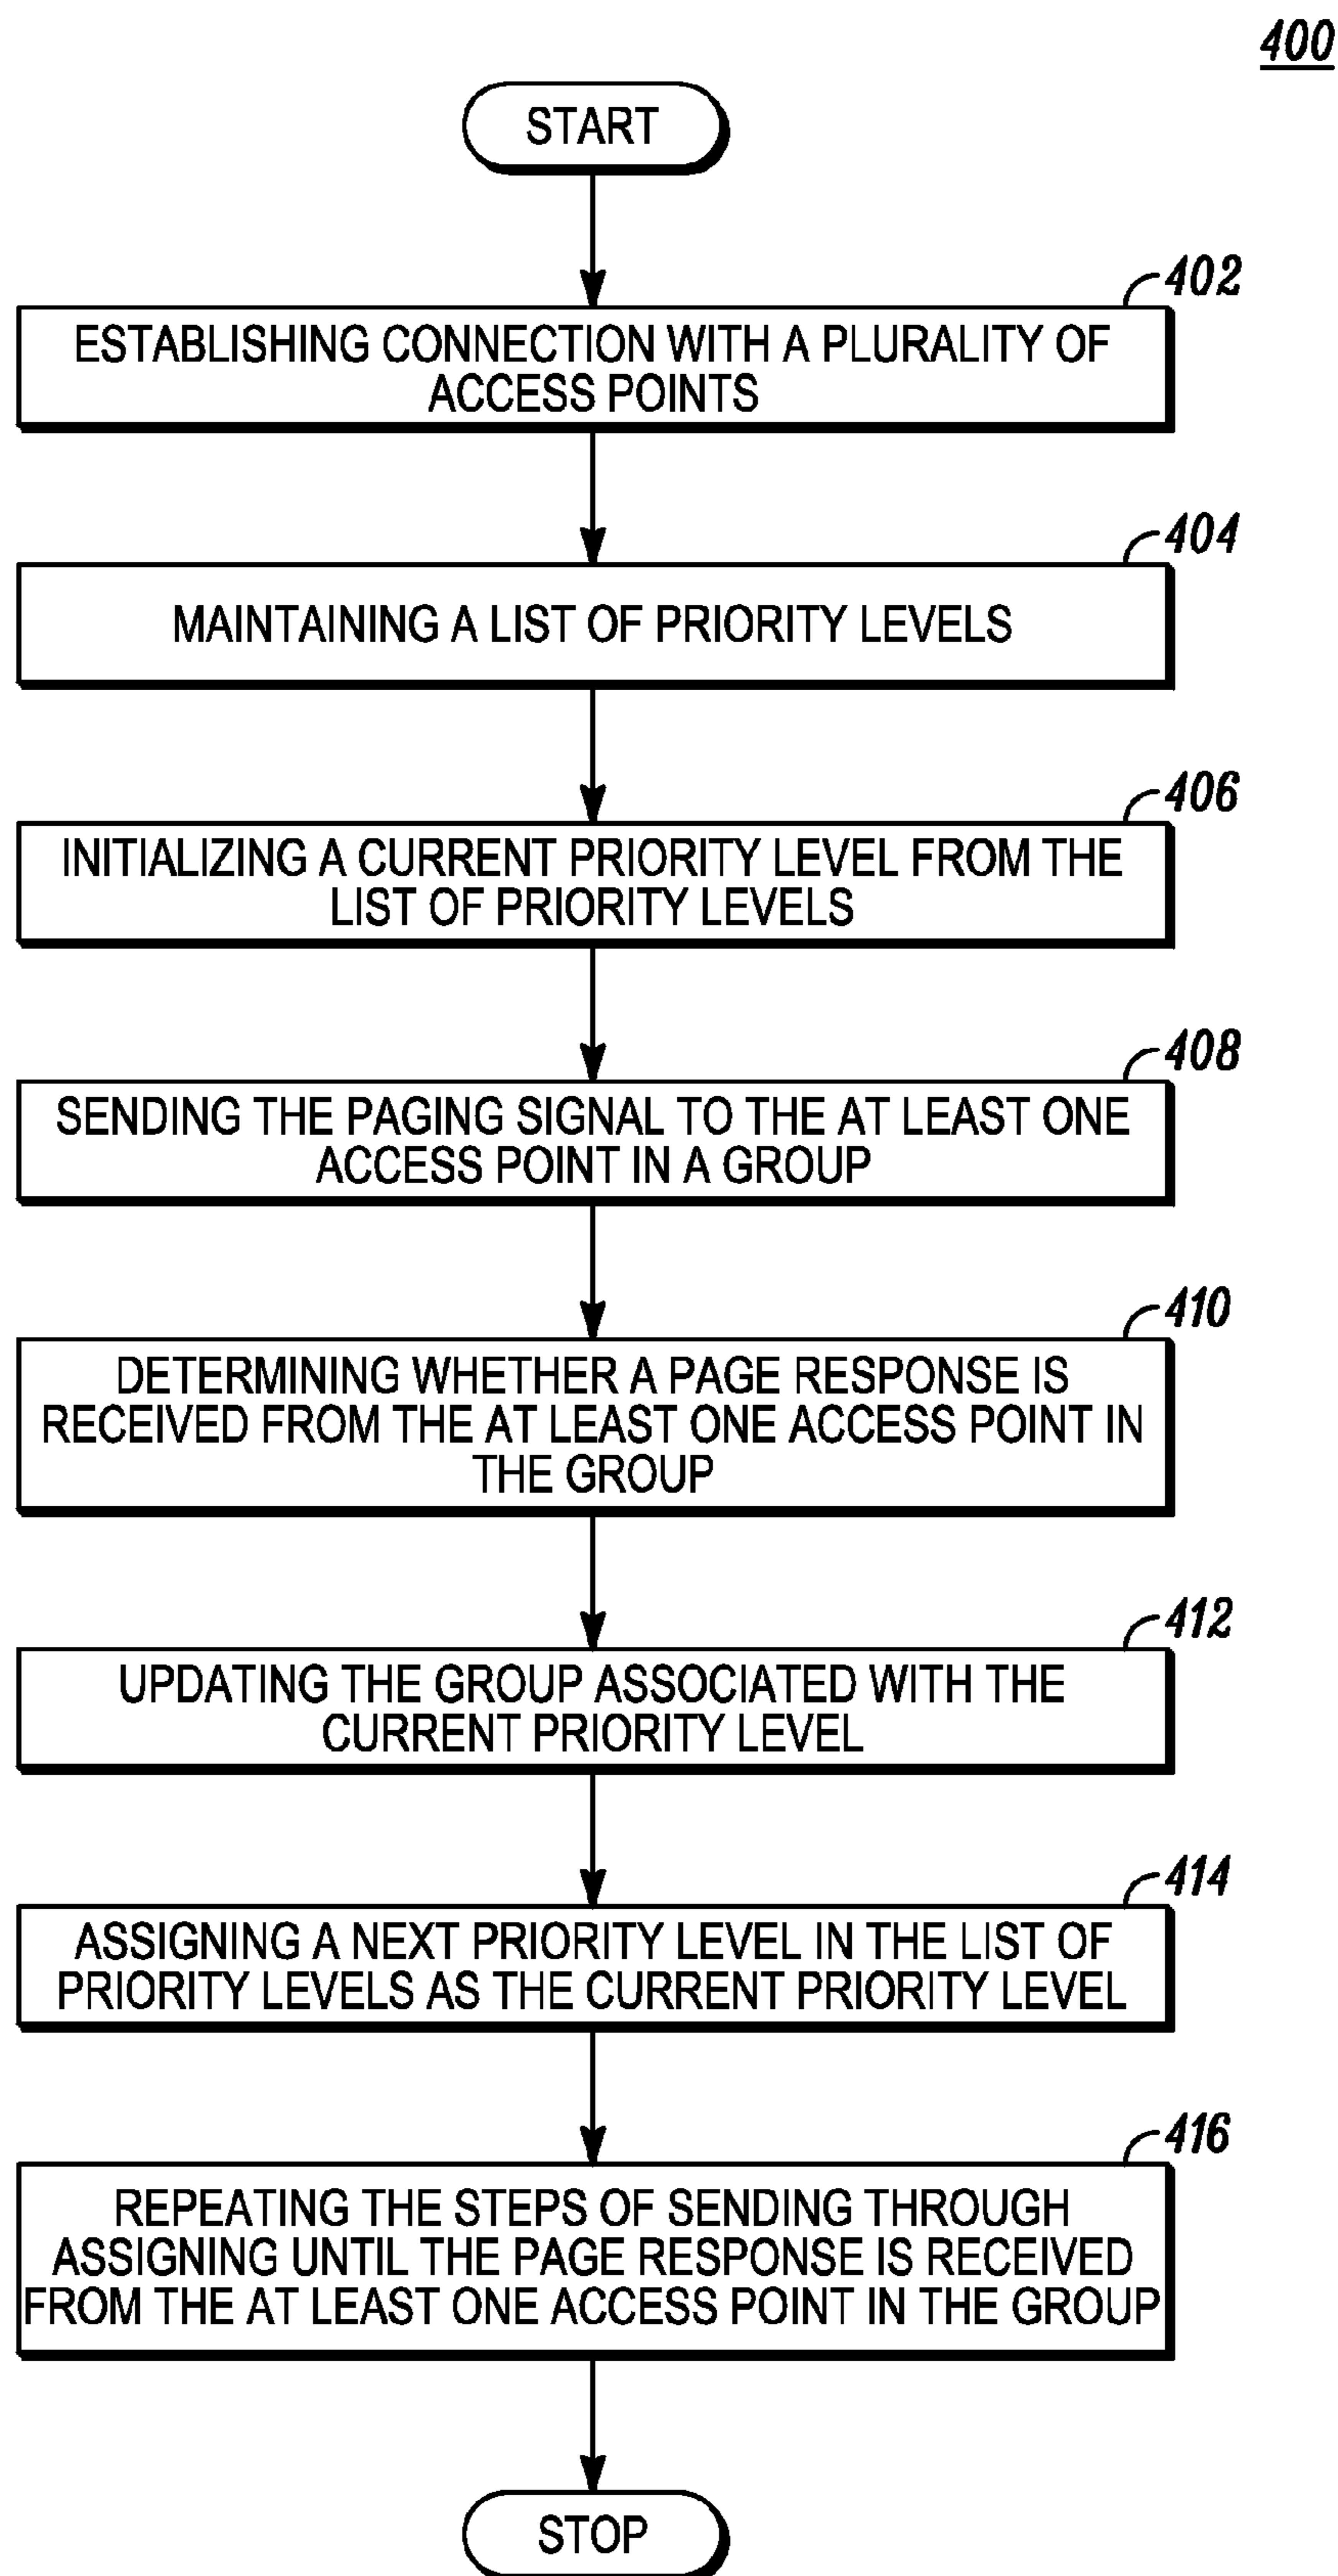 400
START
402
ESTABLISHING CONNECTION WITH A PLURALITY OF
ACCESS POINTS
404
MAINTAINING A LIST OF PRIORITY LEVELS
406
INITIALIZING A CURRENT PRIORITY LEVEL FROM THE
LIST OF PRIORITY LEVELS
408
SENDING THE PAGING SIGNAL TO THE AT LEAST ONE
ACCESS POINT IN A GROUP
410
DETERMINING WHETHER A PAGE RESPONSE IS
RECEIVED FROM THE AT LEAST ONE ACCESS POINT IN
THE GROUP
412
UPDATING THE GROUP ASSOCIATED WITH THE
CURRENT PRIORITY LEVEL
414
ASSIGNING A NEXT PRIORITY LEVEL IN THE LIST OF
PRIORITY LEVELS AS THE CURRENT PRIORITY LEVEL
416
REPEATING THE STEPS OF SENDING THROUGH
ASSIGNING UNTIL THE PAGE RESPONSE IS RECEIVED
FROM THE AT LEAST ONE ACCESS POINT IN THE GROUP
STOP